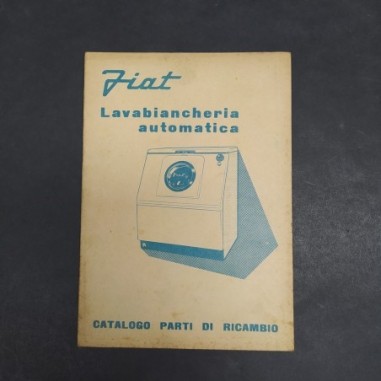 Fiat
Lavabiancheria
automatica
CATALOGO PARTI DI RICAMBIO